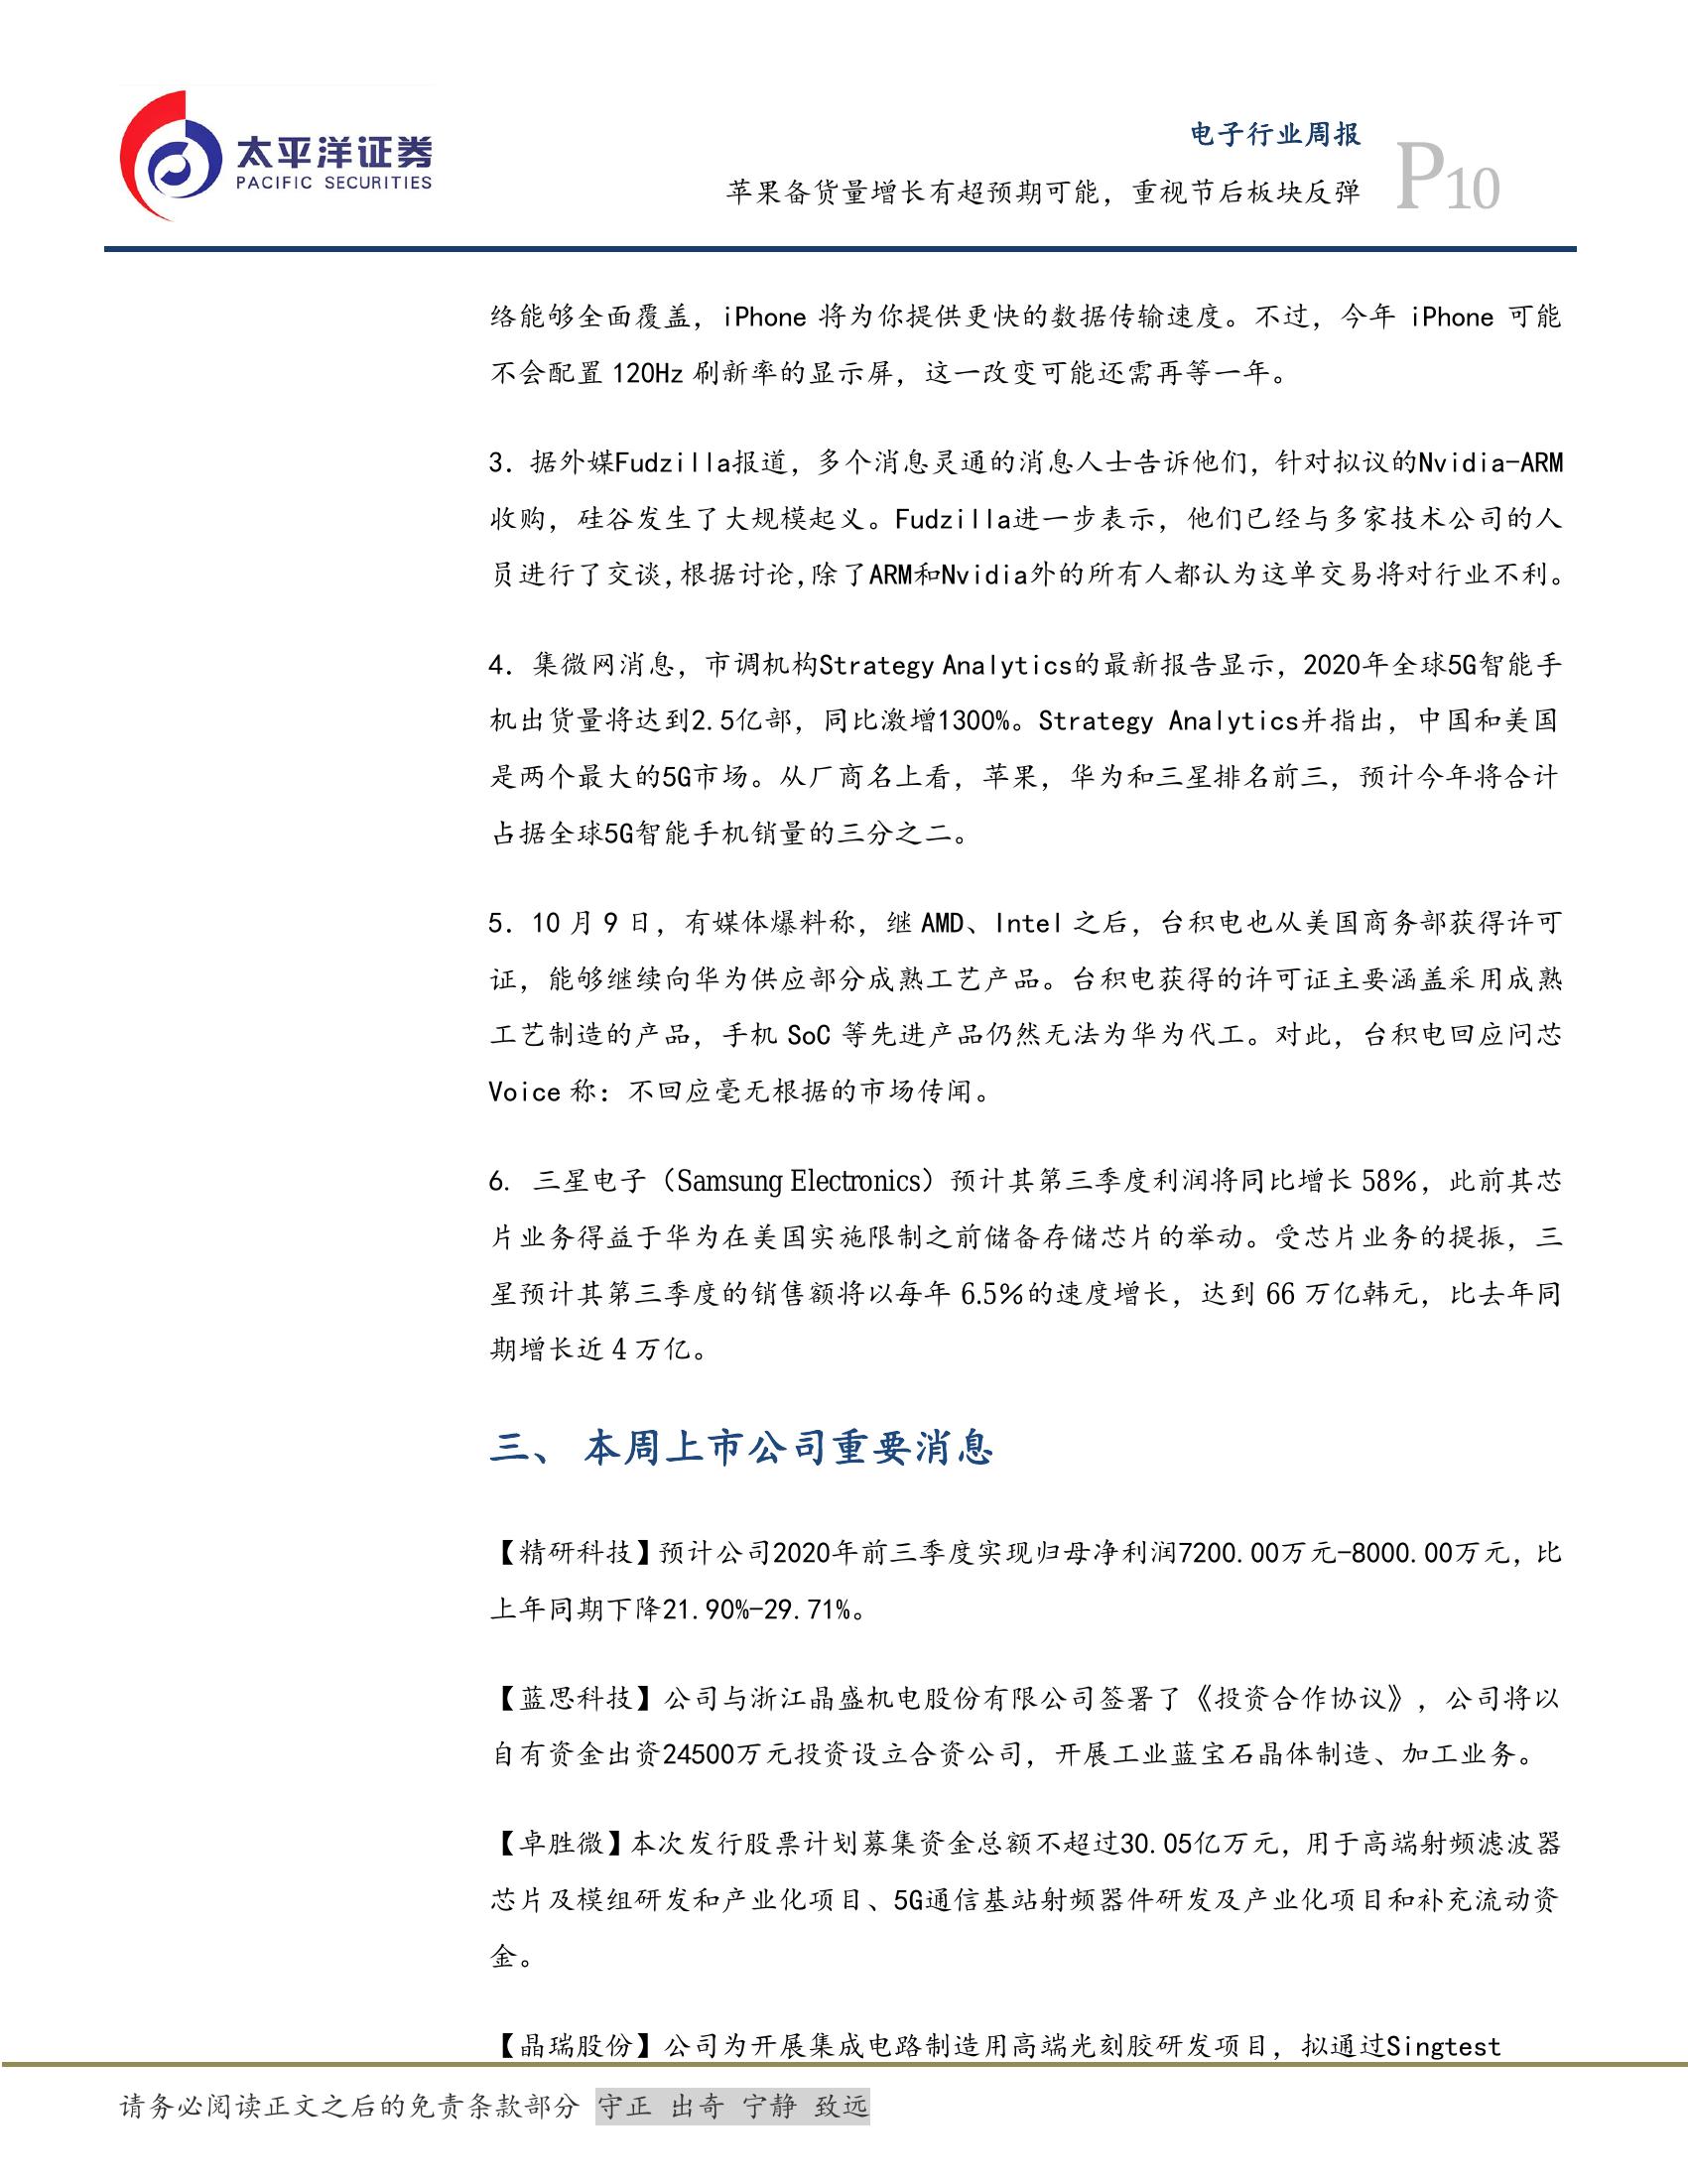 太平洋证券
PACIFIC SECURITIES
电子行业周报
苹果备货量增长有超预期可能，重视节后板块反弹
P10
络能够全面覆盖，iPhone 将为你提供更快的数据传输速度。不过，今年 iPhone 可能
不会配置 120Hz 刷新率的显示屏，这一改变可能还需再等一年。
3. 据外媒Fudzilla报道，多个消息灵通的消息人士告诉他们，针对拟议的Nvidia-ARM
收购，硅谷发生了大规模起义。Fudzilla进一步表示，他们已经与多家技术公司的人
员进行了交谈，根据讨论，除了ARM和Nvidia外的所有人都认为这单交易将对行业不利。
4. 集微网消息，市调机构Strategy Analytics的最新报告显示，2020年全球5G智能手
机出货量将达到2.5亿部，同比激增1300%。Strategy Analytics并指出，中国和美国
是两个最大的5G市场。从厂商名上看，苹果，华为和三星排名前三，预计今年将合计
占据全球5G智能手机销量的三分之二。
5. 10 月 9 日，有媒体爆料称，继 AMD、Intel 之后，台积电也从美国商务部获得许可
证，能够继续向华为供应部分成熟工艺产品。台积电获得的许可证主要涵盖采用成熟
工艺制造的产品，手机 SoC 等先进产品仍然无法为华为代工。对此，台积电回应问芯
Voice 称：不回应毫无根据的市场传闻。
6. 三星电子（Samsung Electronics）预计其第三季度利润将同比增长 58%，此前其芯
片业务得益于华为在美国实施限制之前储备存储芯片的举动。受芯片业务的提振，三
星预计其第三季度的销售额将以每年 6.5%的速度增长，达到 66 万亿韩元，比去年同
期增长近 4 万亿。
三、 本周上市公司重要消息
【精研科技】预计公司2020年前三季度实现归母净利润7200.00万元-8000.00万元，比
上年同期下降21.90%-29.71%。
【蓝思科技】公司与浙江晶盛机电股份有限公司签署了《投资合作协议》，公司将以
自有资金出资24500万元投资设立合资公司，开展工业蓝宝石晶体制造、加工业务。
【卓胜微】本次发行股票计划募集资金总额不超过30.05亿万元，用于高端射频滤波器
芯片及模组研发和产业化项目、5G通信基站射频器件研发及产业化项目和补充流动资
金。
【晶瑞股份】公司为开展集成电路制造用高端光刻胶研发项目，拟通过Singtest
请务必阅读正文之后的免责条款部分 守正 出奇 宁静 致远